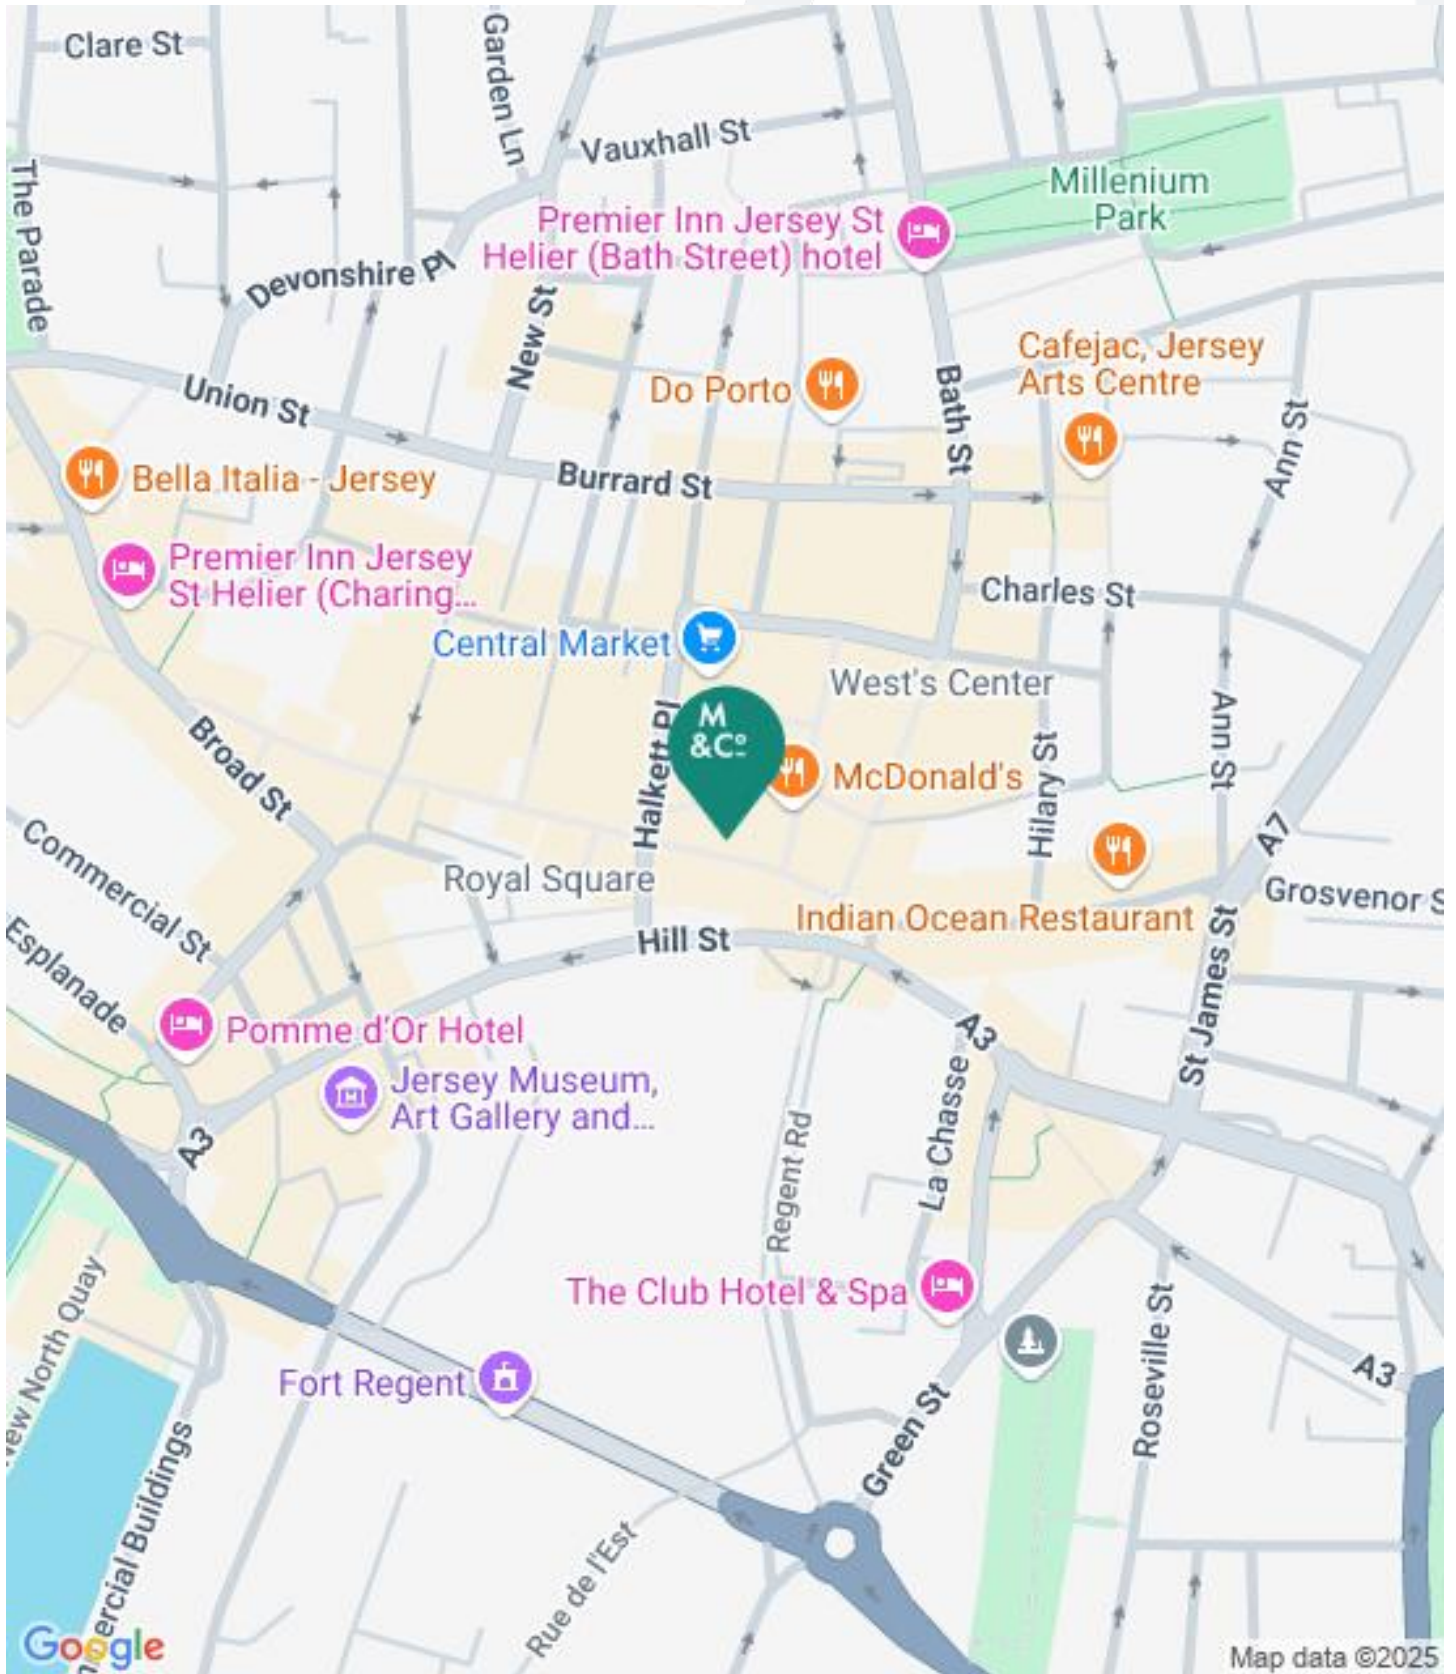 Clare St
Garden Ln
Vauxhall St
The Parade
Millenium
Park
Premier Inn Jersey St
Helier (Bath Street) hotel
Devonshire Pl
New St
Cafejac, Jersey
Arts Centre
Do Porto
Bath St
Union St
Ann St
Bella Italia - Jersey
Burrard St
Premier Inn Jersey
St Helier (Charing...
Charles St
Central Market
West's Center
M
&Co
Halkett Pl
Broad St
McDonald's
Hilary St
Ann St
A7
Commercial St
Royal Square
Grosvenor S
Indian Ocean Restaurant
Esplanade
Hill St
St James St
Pomme d'Or Hotel
A3
La Chasse
Jersey Museum,
Art Gallery and...
A3
Regent Rd
The Club Hotel & Spa
New North Quay
Roseville St
Fort Regent
A3
Green St
mercial Buildings
Rue de l'Est
Google
Map data ©2025